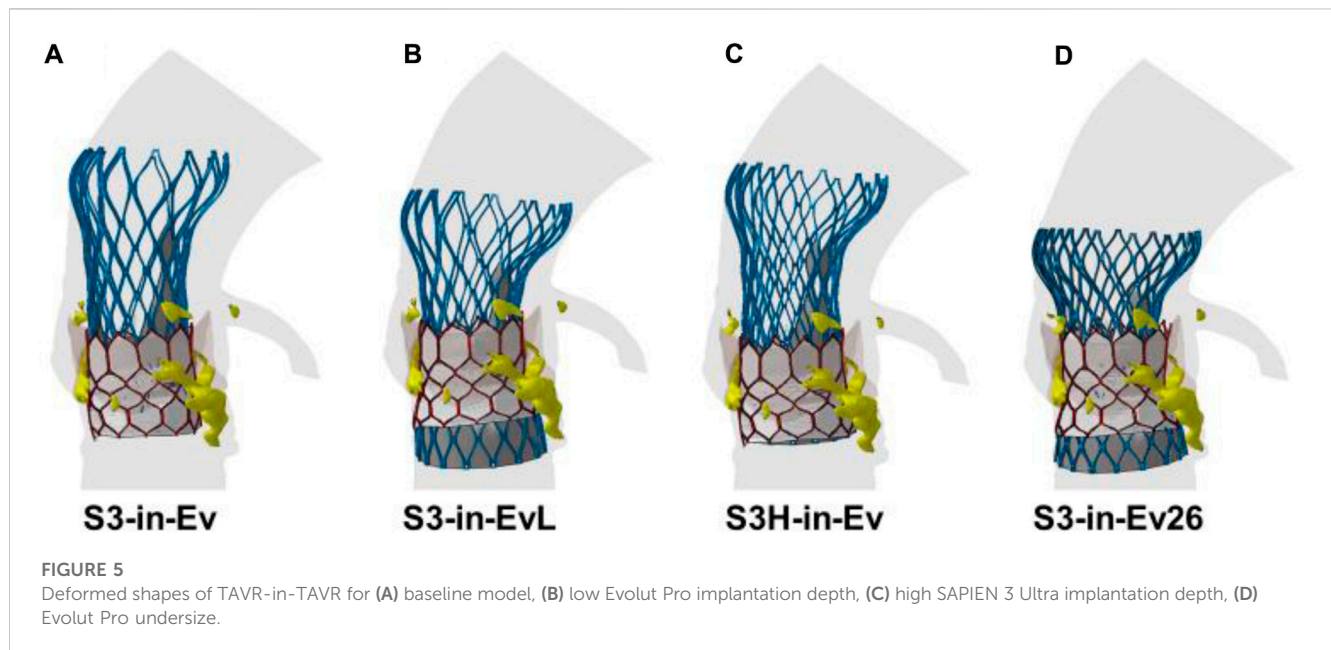 A
B
C
D
S3-in-Ev
S3-in-EvL
S3H-in-Ev
S3-in-Ev26
FIGURE 5
Deformed shapes of TAVR-in-TAVR for (A) baseline model, (B) low Evolut Pro implantation depth, (C) high SAPIEN 3 Ultra implantation depth, (D)
Evolut Pro undersize.